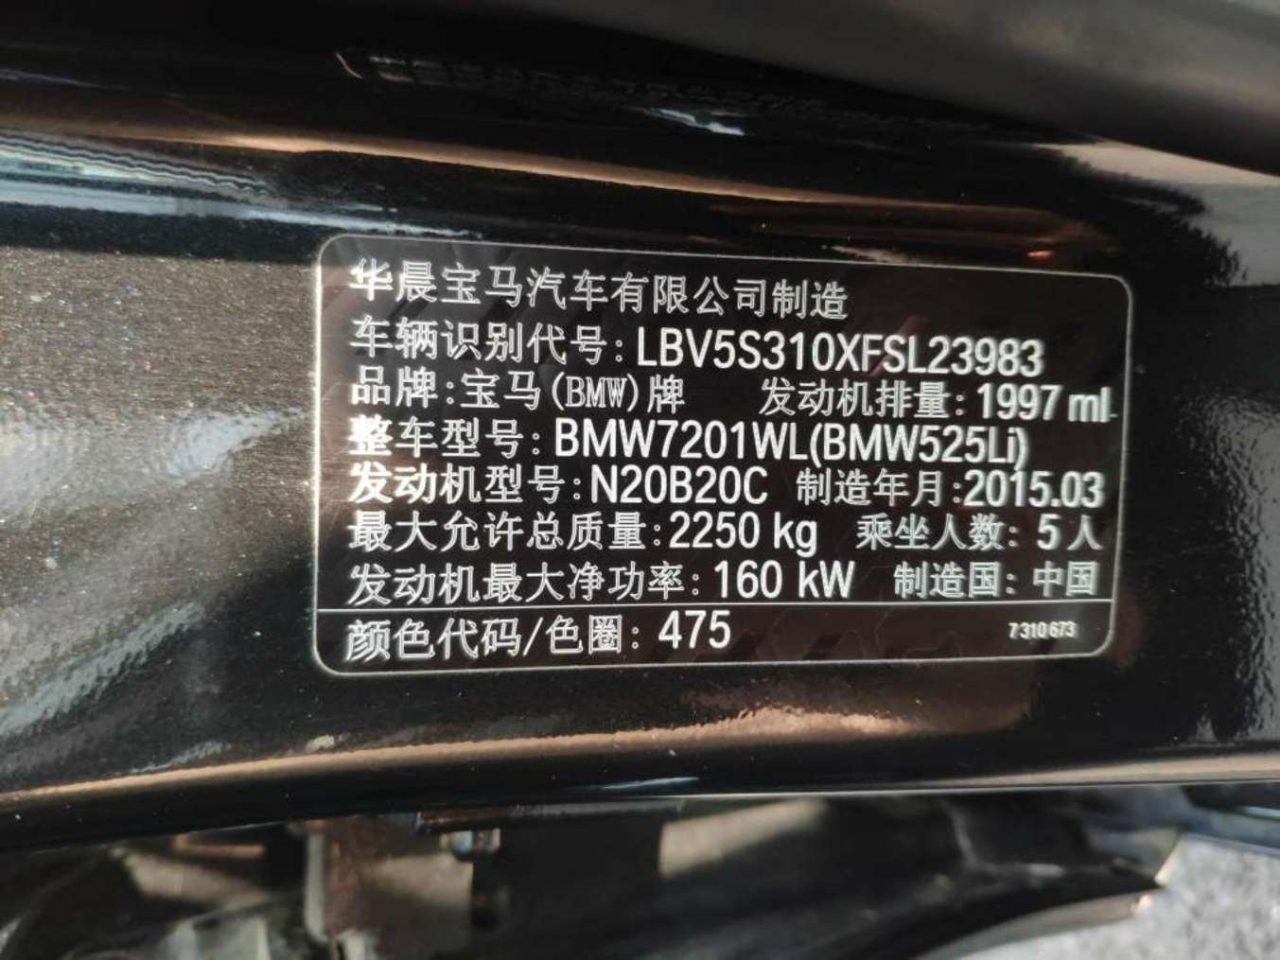 华晨宝马汽车有限公司制造
车辆识别代号: LBV5S310XFSL23983
品牌:宝马(BMW)牌 发动机排量: 1997 ml
整车型号: BMW7201WL(BMW525Li)
发动机型号: N20B20C 制造年月:2015.03
最大允许总质量:2250 kg 乘坐人数: 5人
发动机最大净功率: 160 kW 制造国: 中国
颜色代码/色圈: 475 7310673